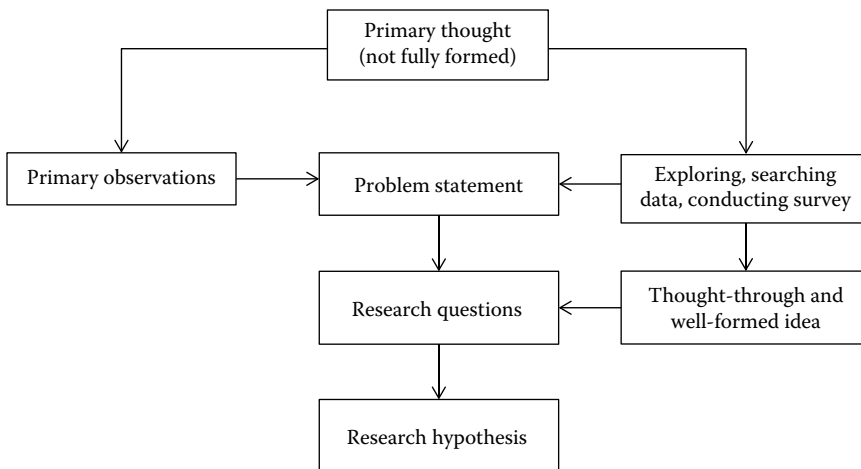 Primary thought
(not fully formed)
Primary observations
Problem statement
Exploring, searching
data, conducting survey
Research questions
Thought-through and
well-formed idea
Research hypothesis